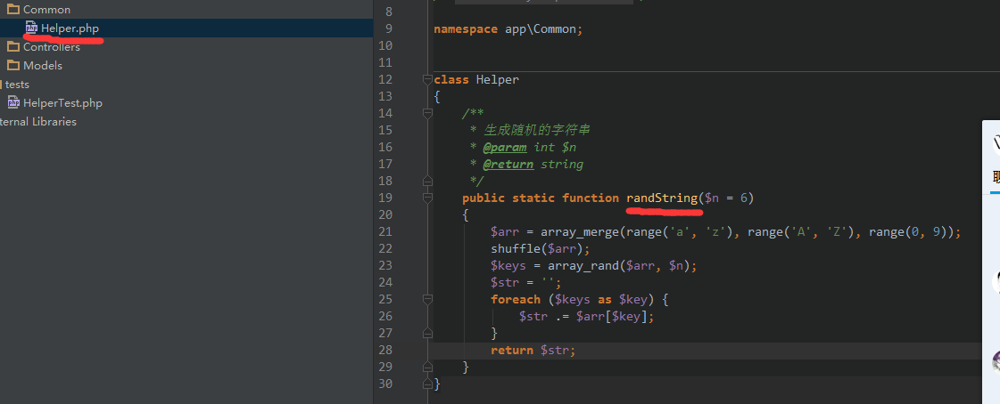 Common
Helper.php
Controllers
Models
tests
HelperTest.php
ternal Libraries
8
9 namespace app\Common;
10
11
12 class Helper
13 {
14 /**
15 * 生成随机的字符串
16 * @param int $n
17 * @return string
18 */
19 public static function randString($n = 6)
20 {
21 $arr = array_merge(range('a', 'z'), range('A', 'Z'), range(0, 9));
22 shuffle($arr);
23 $keys = array_rand($arr, $n);
24 $str = '';
25 foreach ($keys as $key) {
26 $str .= $arr[$key];
27 }
28 return $str;
29 }
30 }